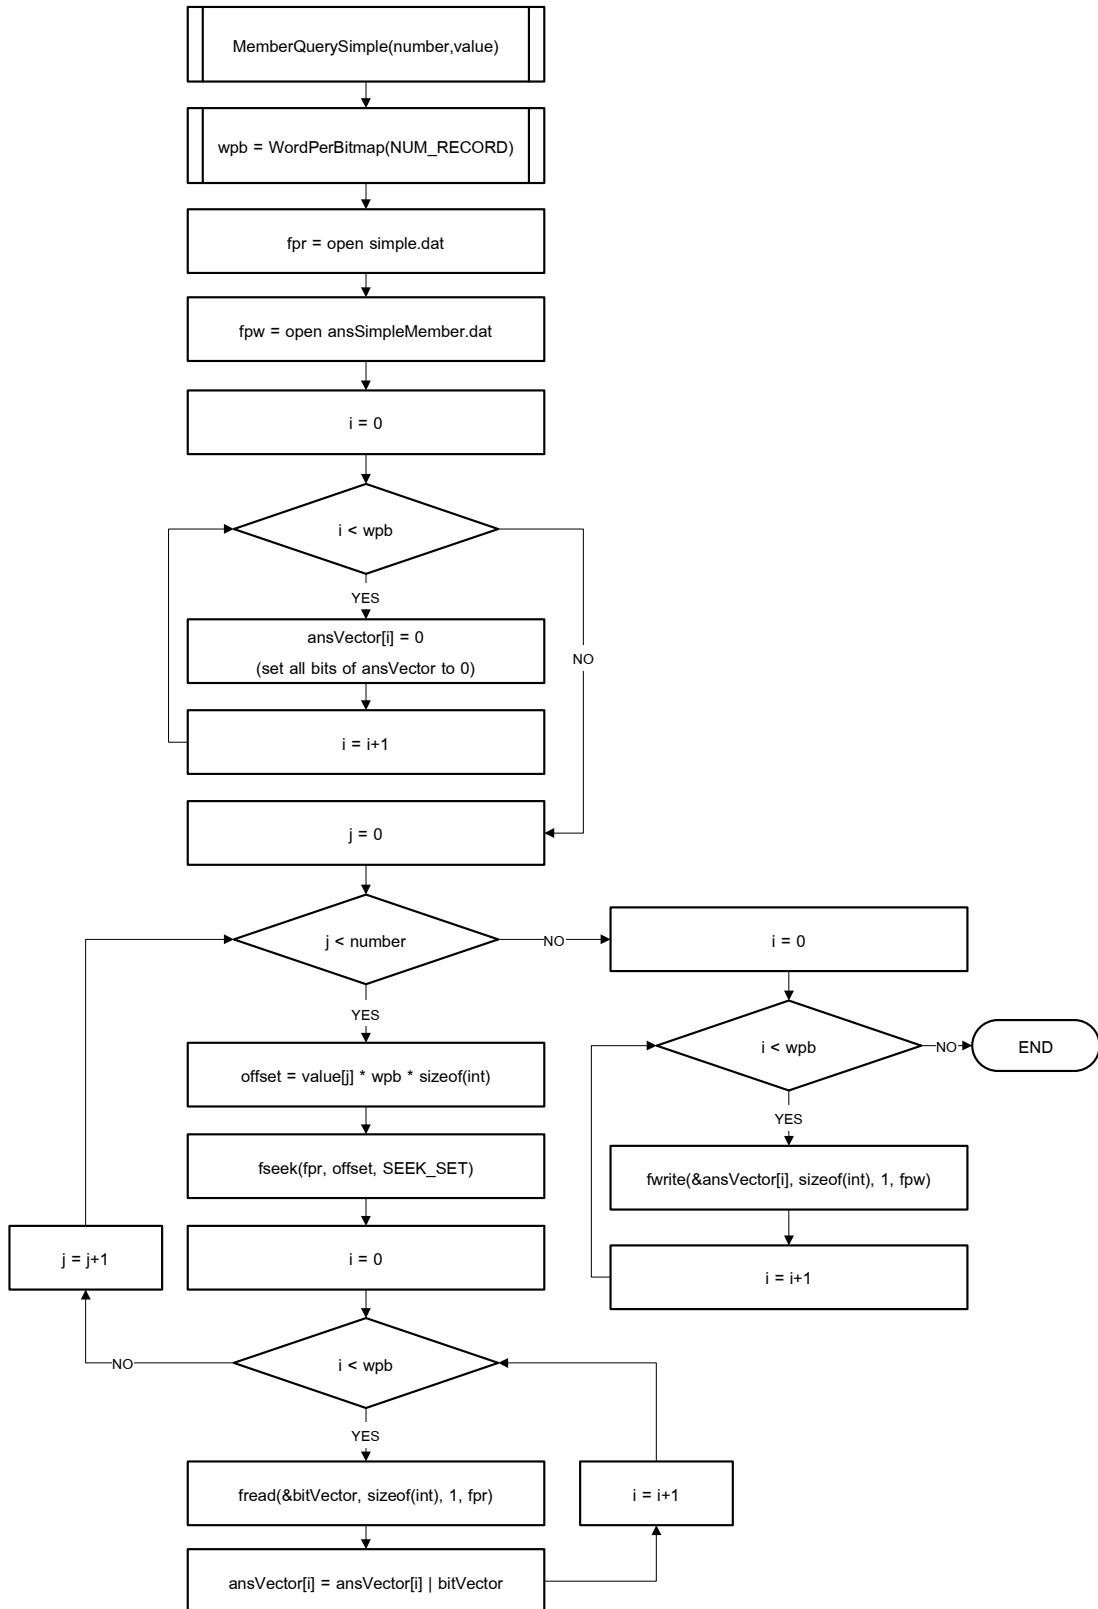 MemberQuerySimple(number,value)
wpb = WordPerBitmap(NUM_RECORD)
fpr = open simple.dat
fpw = open ansSimpleMember.dat
i = 0
i < wpb
YES
ansVector[i] = 0
(set all bits of ansVector to 0)
NO
i = i+1
j = 0
j < number
NO
i = 0
YES
i < wpb
NO
END
offset = value[j] * wpb * sizeof(int)
YES
fseek(fpr, offset, SEEK_SET)
fwrite(&ansVector[i], sizeof(int), 1, fpw)
j = j+1
i = 0
i = i+1
NO
i < wpb
YES
fread(&bitVector, sizeof(int), 1, fpr)
i = i+1
ansVector[i] = ansVector[i] | bitVector